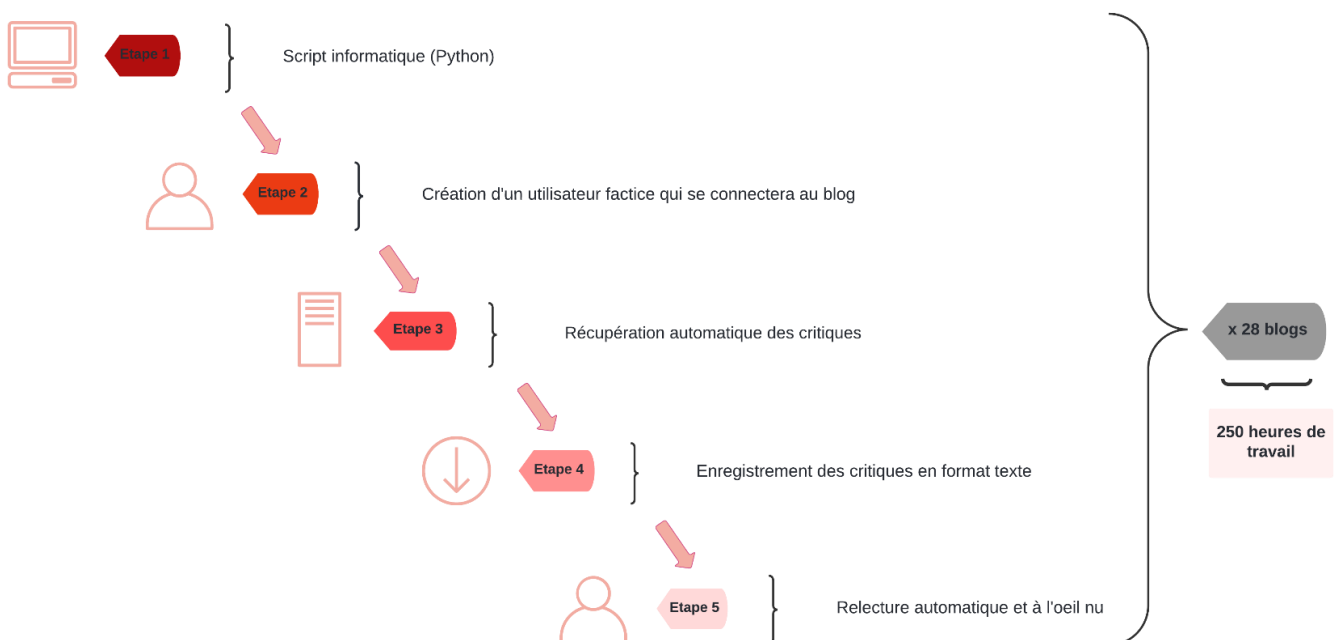 Etape 1
Script informatique (Python)
Etape 2
Création d'un utilisateur factice qui se connectera au blog
Etape 3
Récupération automatique des critiques
x 28 blogs
250 heures de
travail
Etape 4
Enregistrement des critiques en format texte
Etape 5
Relecture automatique et à l'oeil nu